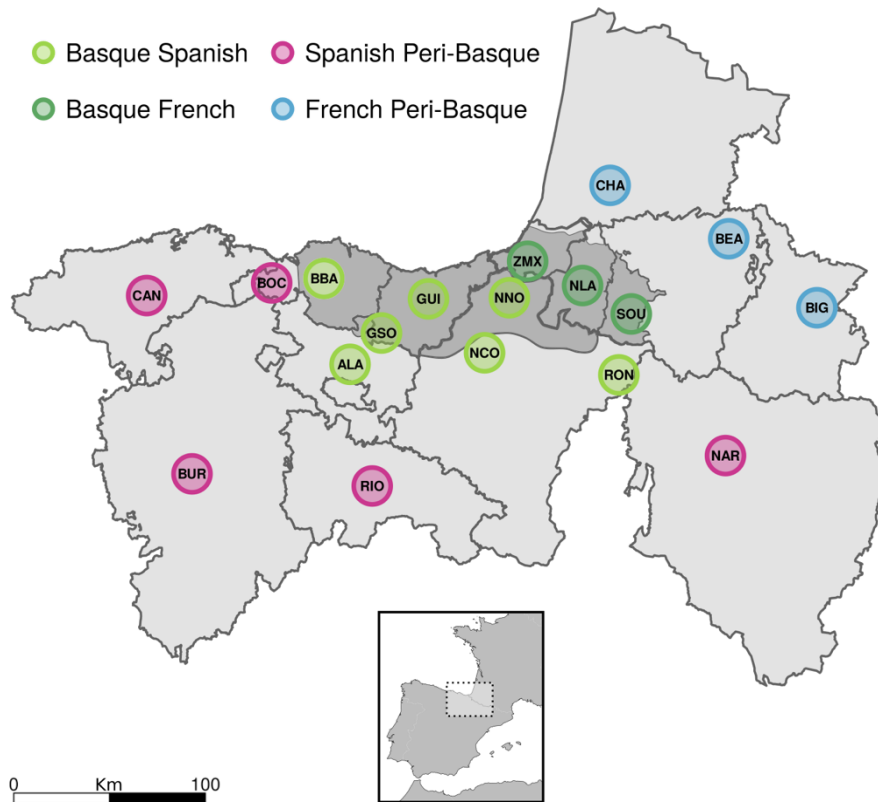 Basque Spanish
Spanish Peri-Basque
Basque French
French Peri-Basque
CHA
BEA
ZMX
BOC
BBA
NLA
CAN
GUI
NNO
BIG
SOU
GSO
NCO
ALA
RON
NAR
BUR
RIO
0 Km 100